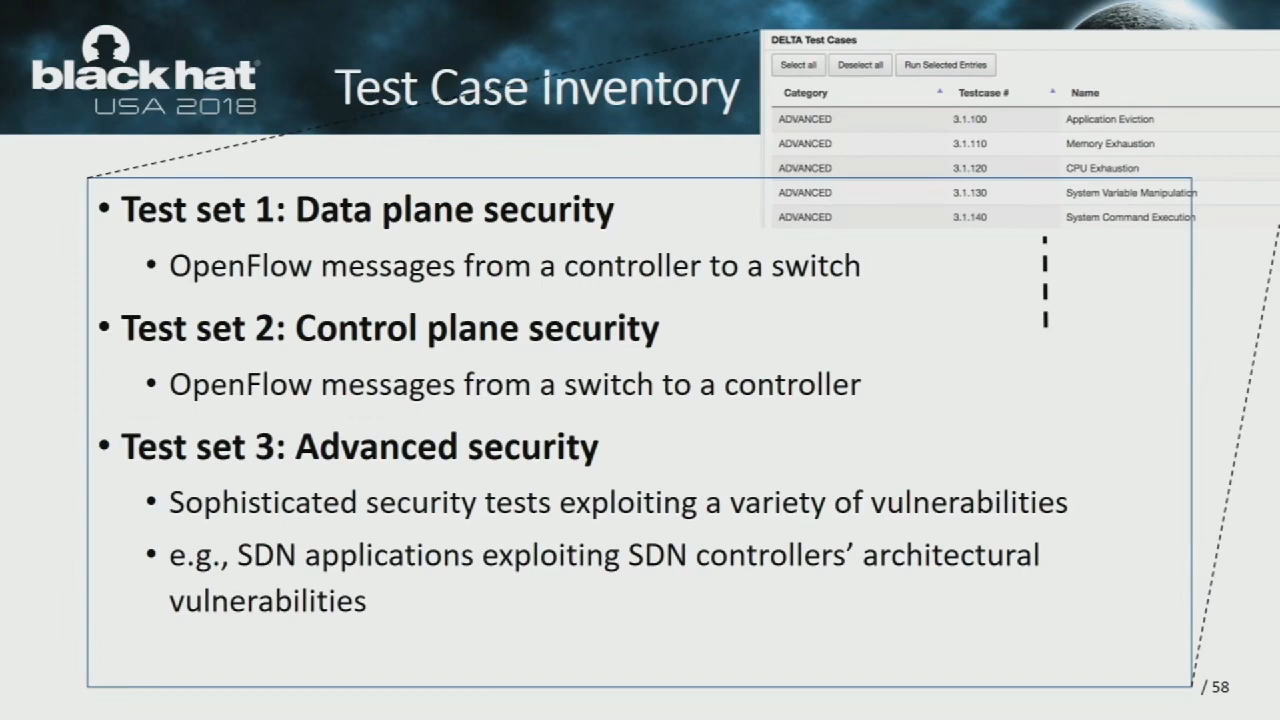 black hat
USA 2018
Test Case inventory
DELTA Test Cases
Select all Deselect all Run Selected Entries
Category Testcase # Name
ADVANCED 3.1.100 Application Eviction
ADVANCED 3.1.110 Memory Exhaustion
ADVANCED 3.1.120 CPU Exhaustion
ADVANCED 3.1.130 System Variable Manipulation
ADVANCED 3.1.140 System Command Execution
• Test set 1: Data plane security
• OpenFlow messages from a controller to a switch
• Test set 2: Control plane security
• OpenFlow messages from a switch to a controller
• Test set 3: Advanced security
• Sophisticated security tests exploiting a variety of vulnerabilities
• e.g., SDN applications exploiting SDN controllers’ architectural
vulnerabilities
/ 58